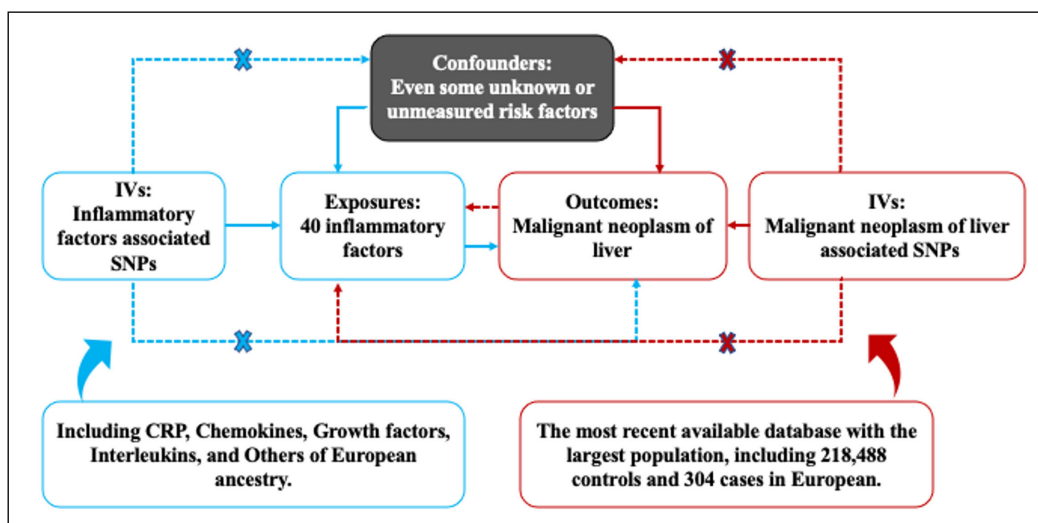 Confounders:
Even some unknown or
unmeasured risk factors
IVs:
Inflammatory
factors associated
SNPs
Exposures:
40 inflammatory
factors
Outcomes:
Malignant neoplasm of
liver
IVs:
Malignant neoplasm of liver
associated SNPs
Including CRP, Chemokines, Growth factors,
Interleukins, and Others of European
ancestry.
The most recent available database with the
largest population, including 218,488
controls and 304 cases in European.